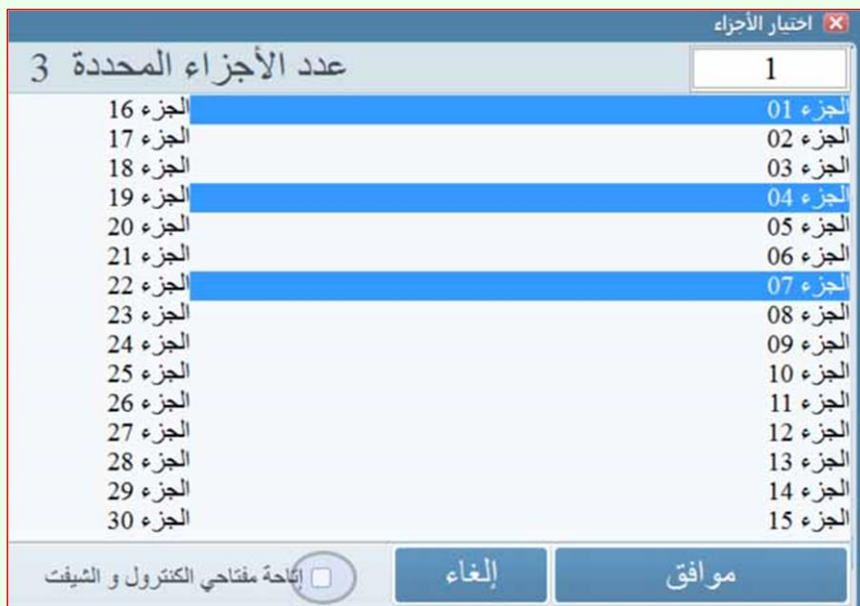 اختيار الأجزاء
1
عدد الأجزاء المحددة 3
الجزء 01
الجزء 02
الجزء 03
الجزء 04
الجزء 05
الجزء 06
الجزء 07
الجزء 08
الجزء 09
الجزء 10
الجزء 11
الجزء 12
الجزء 13
الجزء 14
الجزء 15
الجزء 16
الجزء 17
الجزء 18
الجزء 19
الجزء 20
الجزء 21
الجزء 22
الجزء 23
الجزء 24
الجزء 25
الجزء 26
الجزء 27
الجزء 28
الجزء 29
الجزء 30
موافق
إلغاء
إتاحة مفتاحي الكنترول و الشيفت